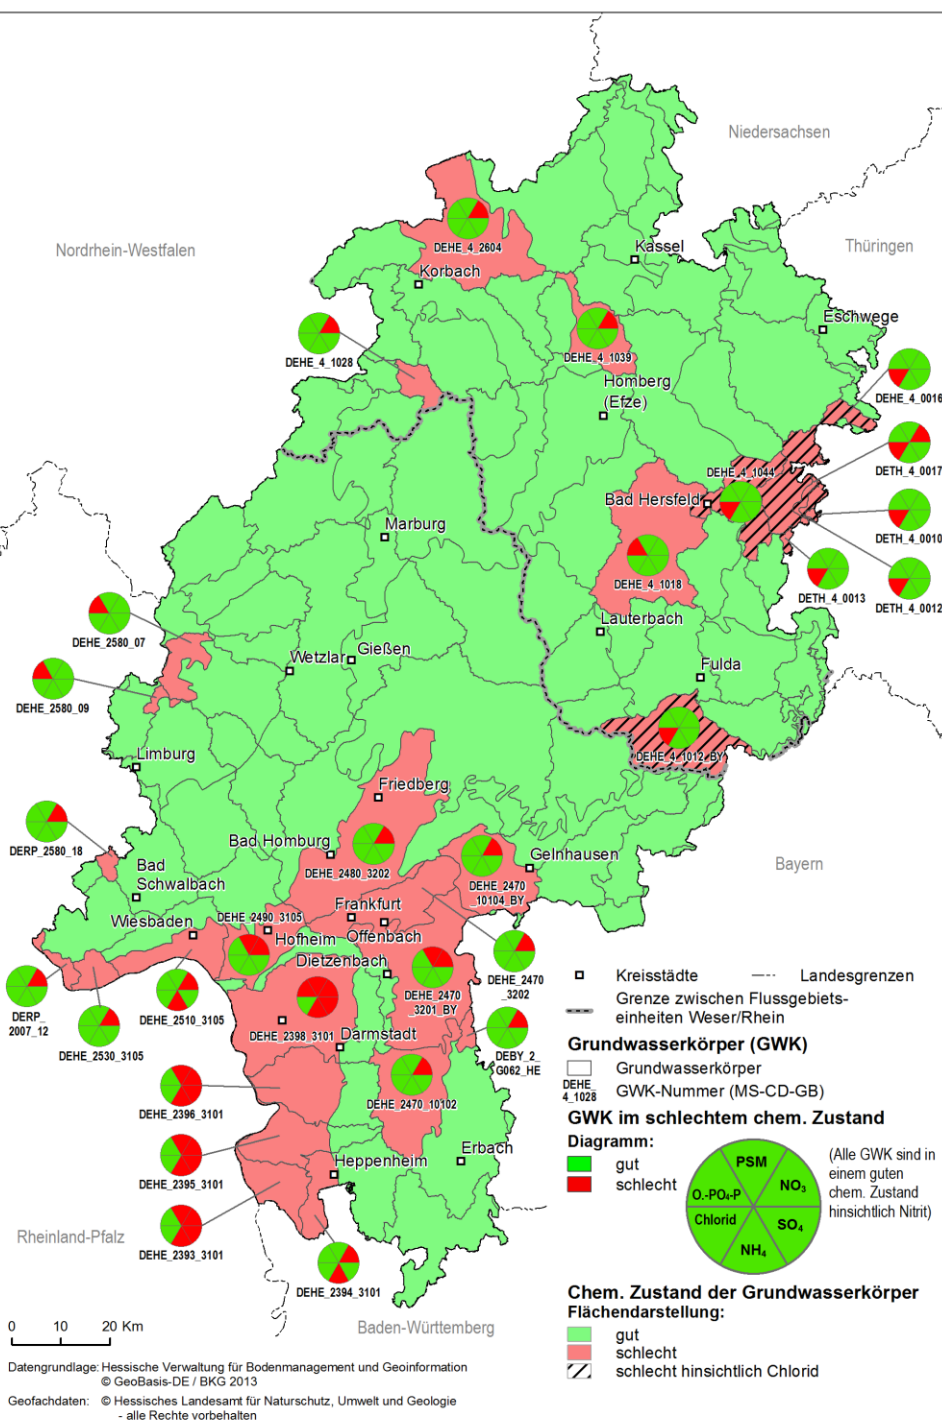 Niedersachsen
Nordrhein-Westfalen
Thüringen
DEHE_4_2604
Kassel
Korbach
Eschwege
DEHE_4_1028
DEHE_4_1039
Homberg
(Efze)
DEHE_4_0016
DETH_4_0017
DEHE_4_1044
Bad Hersfeld
Marburg
DETH_4_0010
DEHE_4_1018
DETH_4_0013
DETH_4_0012
Lauterbach
DEHE_2580_07
Gießen
Wetzlar
Fulda
DEHE_2580_09
Limburg
DEHE_4_1012_BY
Friedberg
DERP_2580_18
Bad Homburg
Gelnhausen
DEHE_2480_3202
DEHE_2470
_10104_BY
Bayern
Bad
Schwalbach
Frankfurt
Wiesbaden
DEHE_2490_3105
Hofheim
Offenbach
Dietzenbach
DEHE_2470
_3202
DERP_
2007_12
DEHE_2510_3105
DEHE_2470
_3201_BY
DEHE_2530_3105
DEHE_2398_3101
Darmstadt
DEBY_2_
G062_HE
DEHE_2470_10102
DEHE_2396_3101
DEHE_2395_3101
Heppenheim
Erbach
Rheinland-Pfalz
DEHE_2393_3101
DEHE_2394_3101
Baden-Württemberg
Kreisstädte
Landesgrenzen
Grenze zwischen Flussgebiets-
einheiten Weser/Rhein
Grundwasserkörper (GWK)
Grundwasserkörper
DEHE_
4_1028
GWK-Nummer (MS-CD-GB)
GWK im schlechtem chem. Zustand
Diagramm:
gut
schlecht
PSM
NO3
SO4
NH4
Chlorid
O.-PO4-P
(Alle GWK sind in
einem guten
chem. Zustand
hinsichtlich Nitrit)
Chem. Zustand der Grundwasserkörper
Flächendarstellung:
gut
schlecht
schlecht hinsichtlich Chlorid
0 10 20 Km
Datengrundlage: Hessische Verwaltung für Bodenmanagement und Geoinformation
© GeoBasis-DE / BKG 2013
Geofachdaten: © Hessisches Landesamt für Naturschutz, Umwelt und Geologie
- alle Rechte vorbehalten